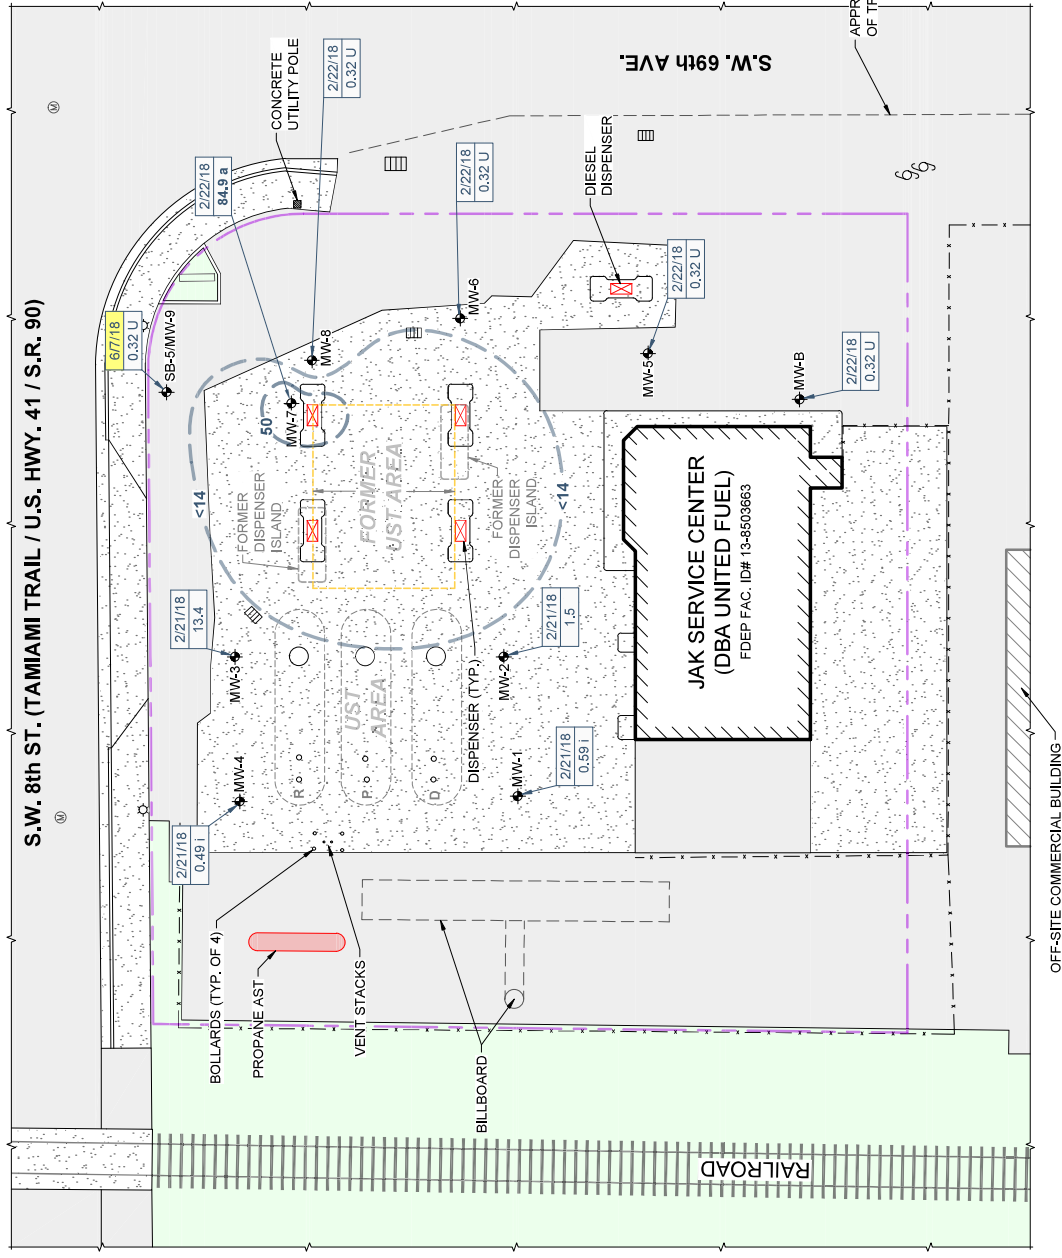 S.W. 8th ST. (TAMIAMI TRAIL / U.S. HWY. 41 / S.R. 90)
M
M
S.W. 69th AVE.
APPR
OF TR
CONCRETE
UTILITY POLE
2/22/18
0.32 U
2/22/18
84.9 a
2/22/18
0.32 U
DIESEL
DISPENSER
6/7/18
0.32 U
SB-5/MW-9
MW-8
MW-6
2/22/18
0.32 U
MW-5
MW-7
50
MW-B
2/22/18
0.32 U
<14
<14
FORMER
DISPENSER
ISLAND
FORMER
UST AREA
FORMER
DISPENSER
ISLAND
2/21/18
13.4
MW-3
2/21/18
1.5
MW-2
UST
AREA
DISPENSER (TYP.)
JAK SERVICE CENTER
(DBA UNITED FUEL)
FDEP FAC. ID# 13-8503663
MW-4
2/21/18
0.49 i
R
P
D
MW-1
2/21/18
0.59 i
BOLLARDS (TYP. OF 4)
PROPANE AST
VENT STACKS
BILLBOARD
OFF-SITE COMMERCIAL BUILDING
RAILROAD